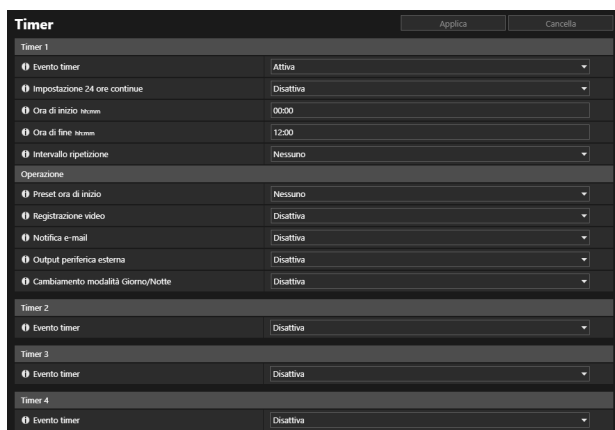 Timer Applica Cancella
Timer 1
Evento timer Attiva
Impostazione 24 ore continue Disattiva
Ora di inizio hh:mm 00:00
Ora di fine hh:mm 12:00
Intervallo ripetizione Nessuno
Operazione
Preset ora di inizio Nessuno
Registrazione video Disattiva
Notifica e-mail Disattiva
Output periferica esterna Disattiva
Cambiamento modalità Giorno/Notte Disattiva
Timer 2
Evento timer Disattiva
Timer 3
Evento timer Disattiva
Timer 4
Evento timer Disattiva